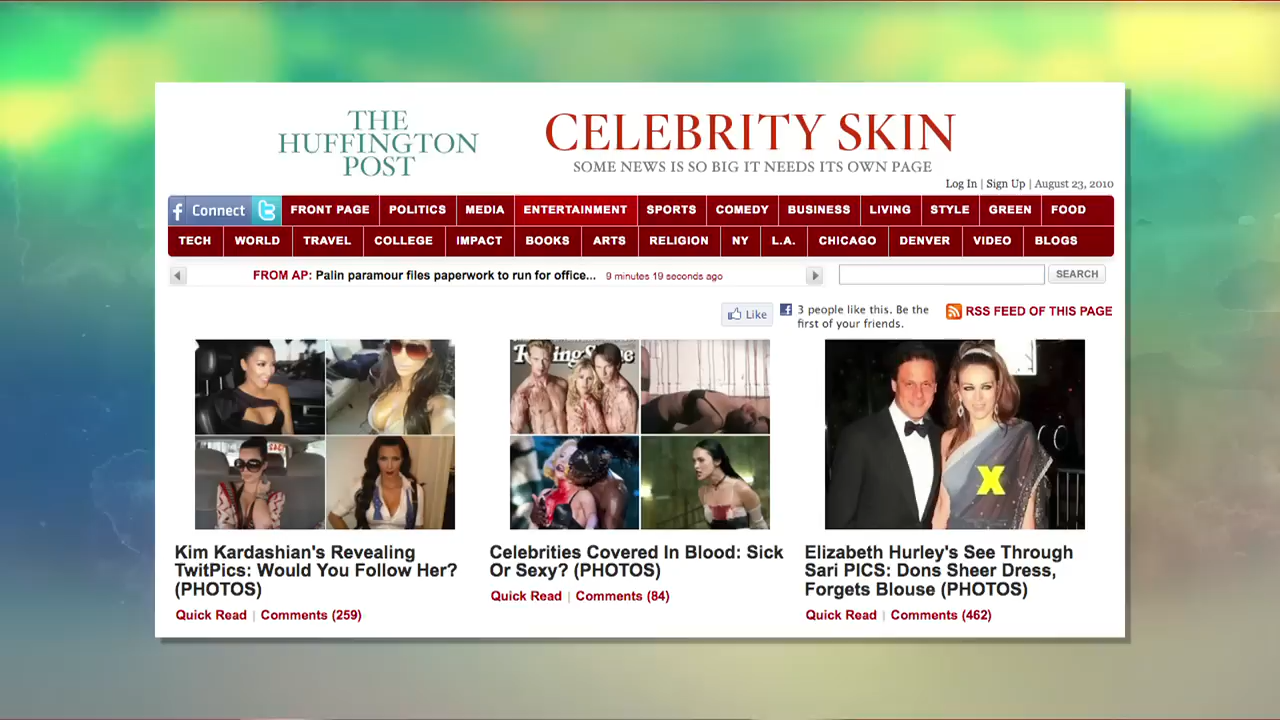 THE
HUFFINGTON
POST
CELEBRITY SKIN
SOME NEWS IS SO BIG IT NEEDS ITS OWN PAGE
Log In | Sign Up | August 23, 2010
f Connect FRONT PAGE POLITICS MEDIA ENTERTAINMENT SPORTS COMEDY BUSINESS LIVING STYLE GREEN FOOD
TECH WORLD TRAVEL COLLEGE IMPACT BOOKS ARTS RELIGION NY L.A. CHICAGO DENVER VIDEO BLOGS
FROM AP: Palin paramour files paperwork to run for office... 9 minutes 19 seconds ago
SEARCH
Like
3 people like this. Be the
first of your friends.
RSS FEED OF THIS PAGE
X
Kim Kardashian's Revealing
TwitPics: Would You Follow Her?
(PHOTOS)
Quick Read | Comments (259)
Celebrities Covered In Blood: Sick
Or Sexy? (PHOTOS)
Quick Read | Comments (84)
Elizabeth Hurley's See Through
Sari PICS: Dons Sheer Dress,
Forgets Blouse (PHOTOS)
Quick Read | Comments (462)